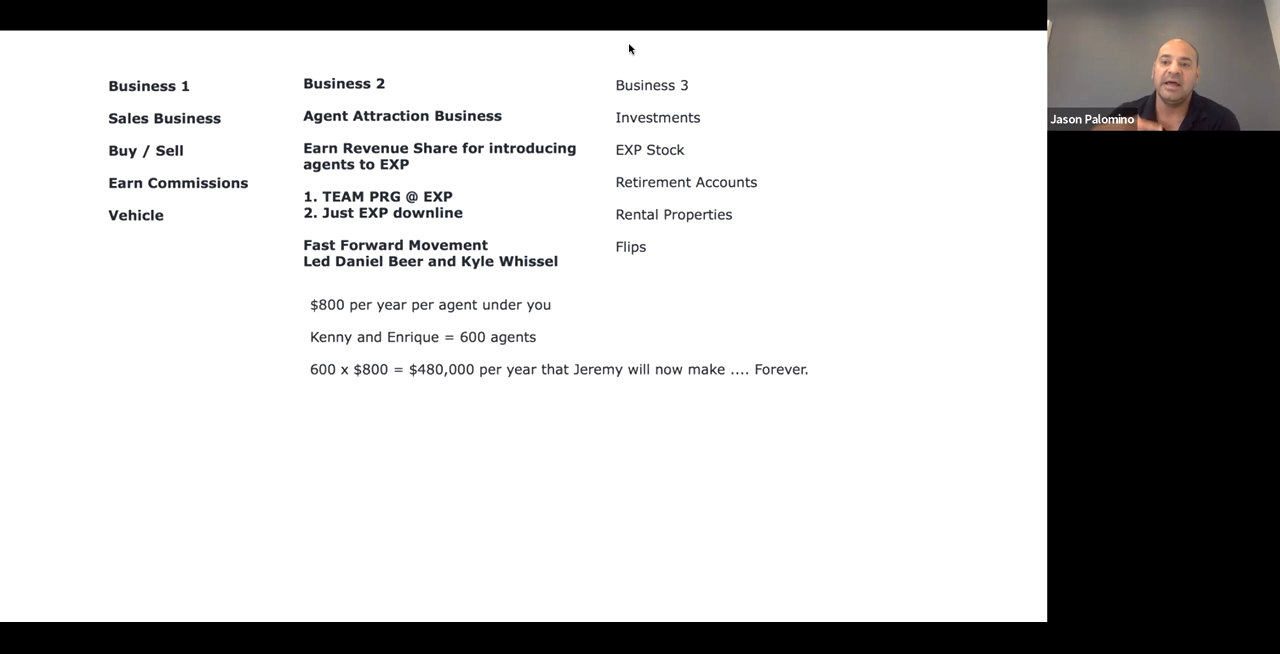 Business 1
Sales Business
Buy / Sell
Earn Commissions
Vehicle
Business 2
Agent Attraction Business
Earn Revenue Share for introducing
agents to EXP
1. TEAM PRG @ EXP
2. Just EXP downline
Fast Forward Movement
Led Daniel Beer and Kyle Whissel
$800 per year per agent under you
Kenny and Enrique = 600 agents
600 x $800 = $480,000 per year that Jeremy will now make .... Forever.
Business 3
Investments
EXP Stock
Retirement Accounts
Rental Properties
Flips
Jason Palomino